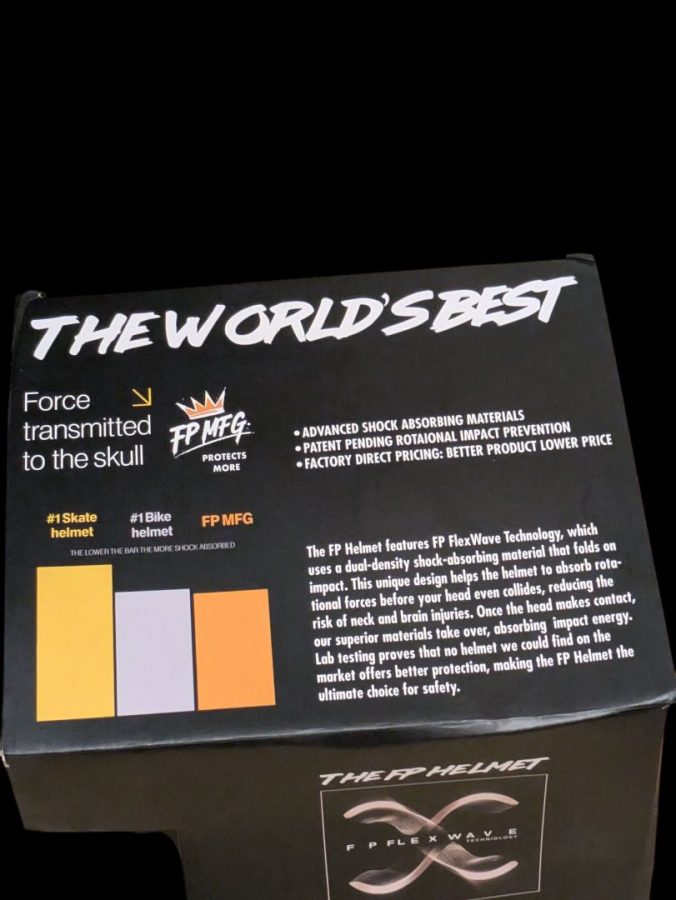 THE WORLD'S BEST
Force
transmitted
to the skull
FP MFG.
PROTECTS
MORE
• ADVANCED SHOCK ABSORBING MATERIALS
• PATENT PENDING ROTAIONAL IMPACT PREVENTION
• FACTORY DIRECT PRICING: BETTER PRODUCT LOWER PRICE
#1 Skate
helmet
#1 Bike
helmet
FP MFG
THE LOWER THE BAR THE MORE SHOCK ABSORBED
The FP Helmet features FP FlexWave Technology, which
uses a dual-density shock-absorbing material that folds on
impact. This unique design helps the helmet to absorb rota-
tional forces before your head even collides, reducing the
risk of neck and brain injuries. Once the head makes contact,
our superior materials take over, absorbing impact energy.
Lab testing proves that no helmet we could find on the
market offers better protection, making the FP Helmet the
ultimate choice for safety.
THE FP HELMET
FP FLEX WAVE
TECHNOLOGY